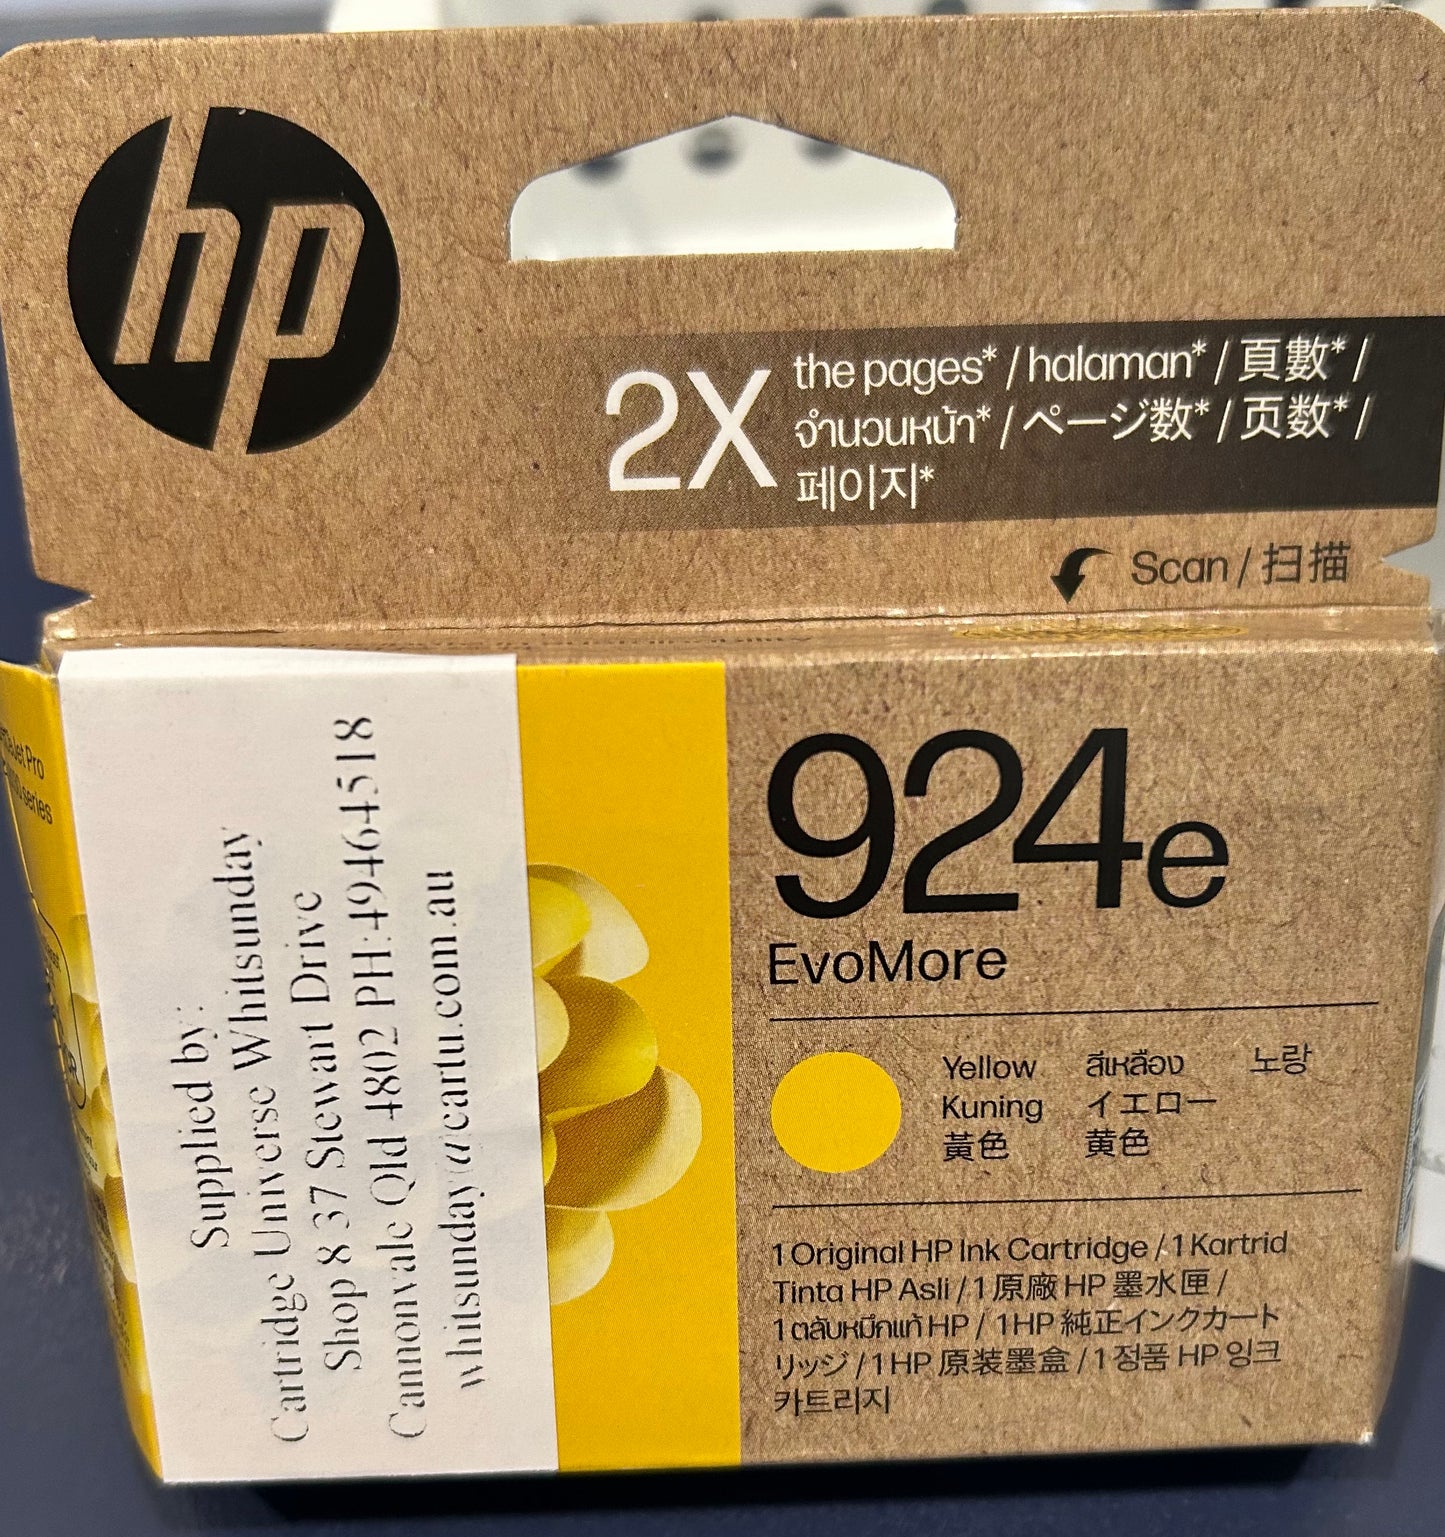 hp
2X
the pages* / halaman* / 頁數* /
จำนวนหน้า* / ページ数* / 页数* /
페이지*
Scan / 扫描
Jet Pro
series
Supplied by:
Cartridge Universe Whitsunday
Shop 8 37 Stewart Drive
Cannonvale Qld 4802 PH:49464518
whitsunday@cartu.com.au
924e
EvoMore
Yellow สีเหลือง 노랑
Kuning イエロー
黃色 黄色
1 Original HP Ink Cartridge / 1 Kartrid
Tinta HP Asli / 1 原廠 HP 墨水匣 /
1 ตลับหมึกแท้ HP / 1HP 純正インクカート
リッジ / 1 HP 原装墨盒 / 1 정품 HP 잉크
카트리지